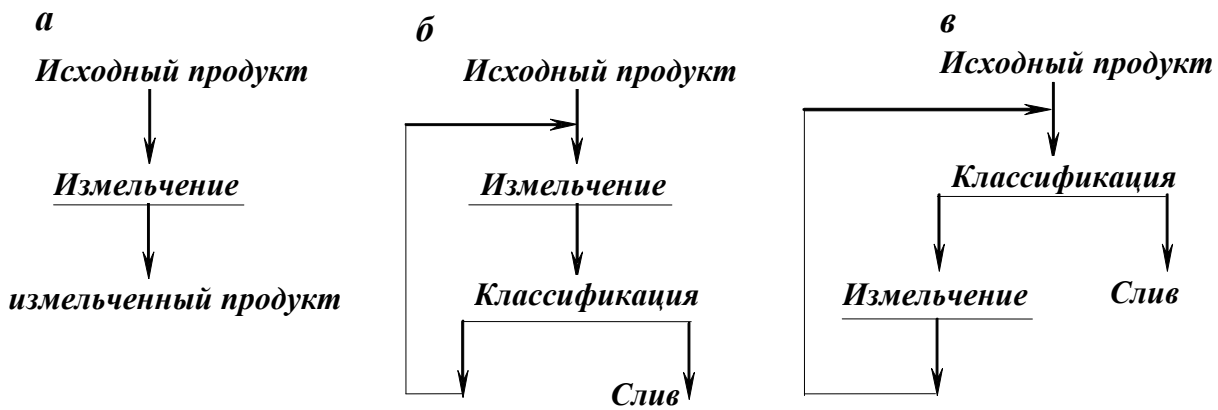 а
Исходный продукт
Измельчение
измельченный продукт
б
Исходный продукт
Измельчение
Классификация
Слив
в
Исходный продукт
Классификация
Измельчение
Слив